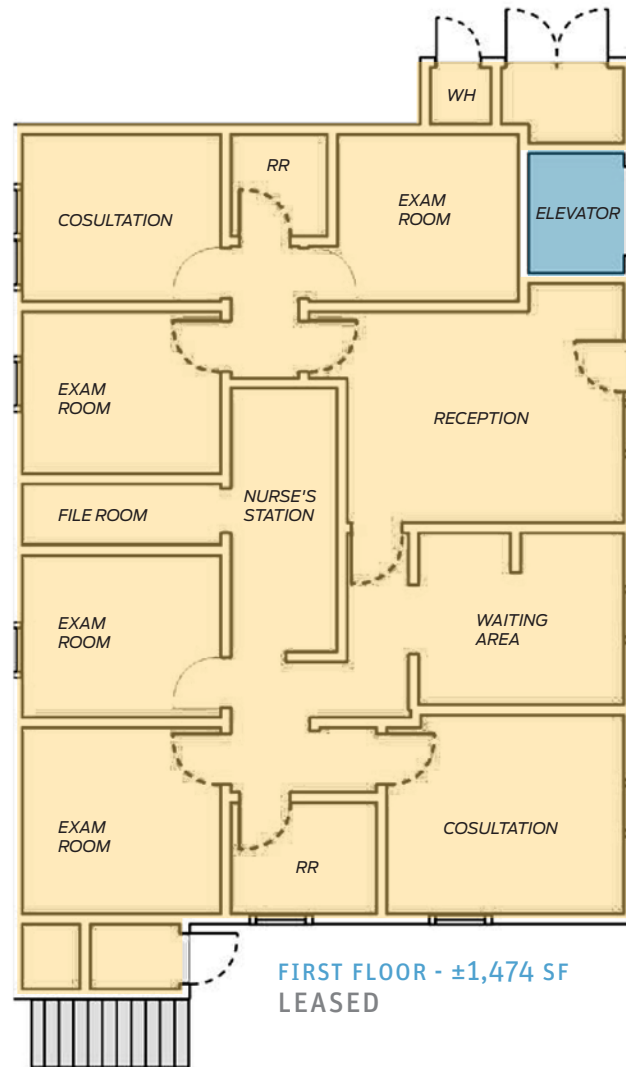 WH
RR
COSULTATION
EXAM
ROOM
ELEVATOR
EXAM
ROOM
RECEPTION
FILE ROOM
NURSE'S
STATION
EXAM
ROOM
WAITING
AREA
EXAM
ROOM
COSULTATION
RR
FIRST FLOOR - ±1,474 SF
LEASED